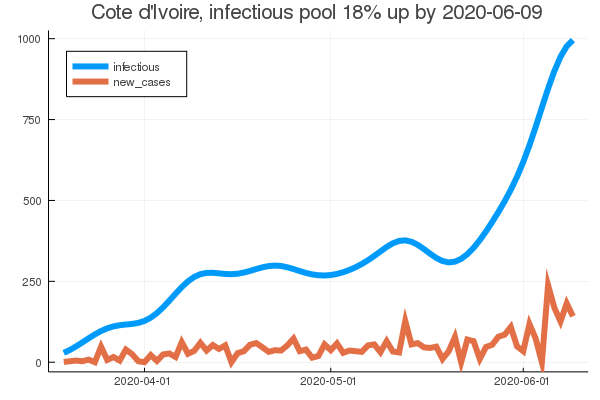 Cote d'Ivoire, infectious pool 18% up by 2020-06-09
1000
infectious
new_cases
750
500
250
0
2020-04-01 2020-05-01 2020-06-01